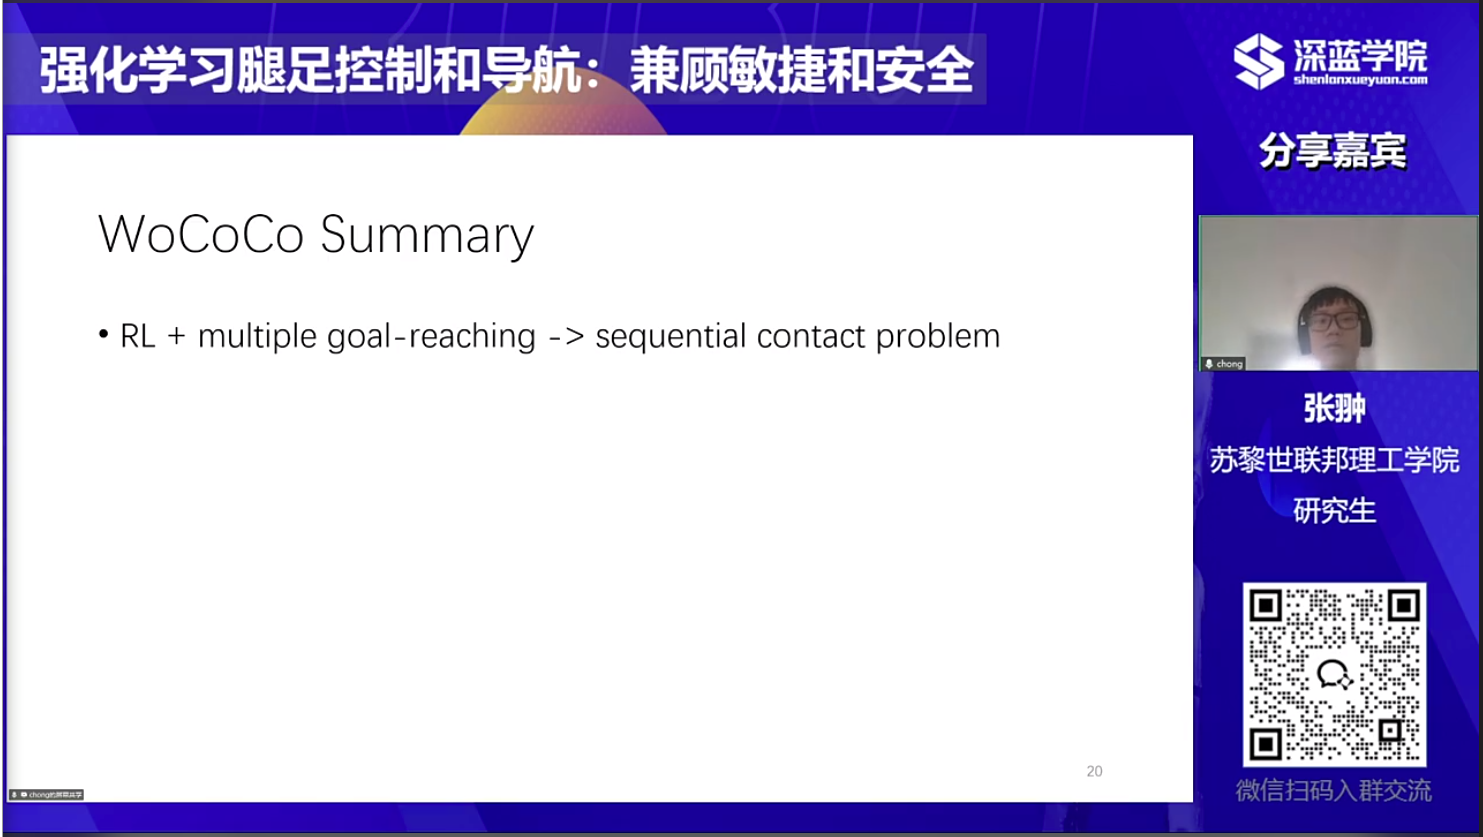 强化学习腿足控制和导航：兼顾敏捷和安全
深蓝学院
shenlanxueyuan.com
分享嘉宾
WoCoCo Summary
• RL + multiple goal-reaching -> sequential contact problem
chong
张翀
苏黎世联邦理工学院
研究生
20
chong的屏幕共享
微信扫码入群交流